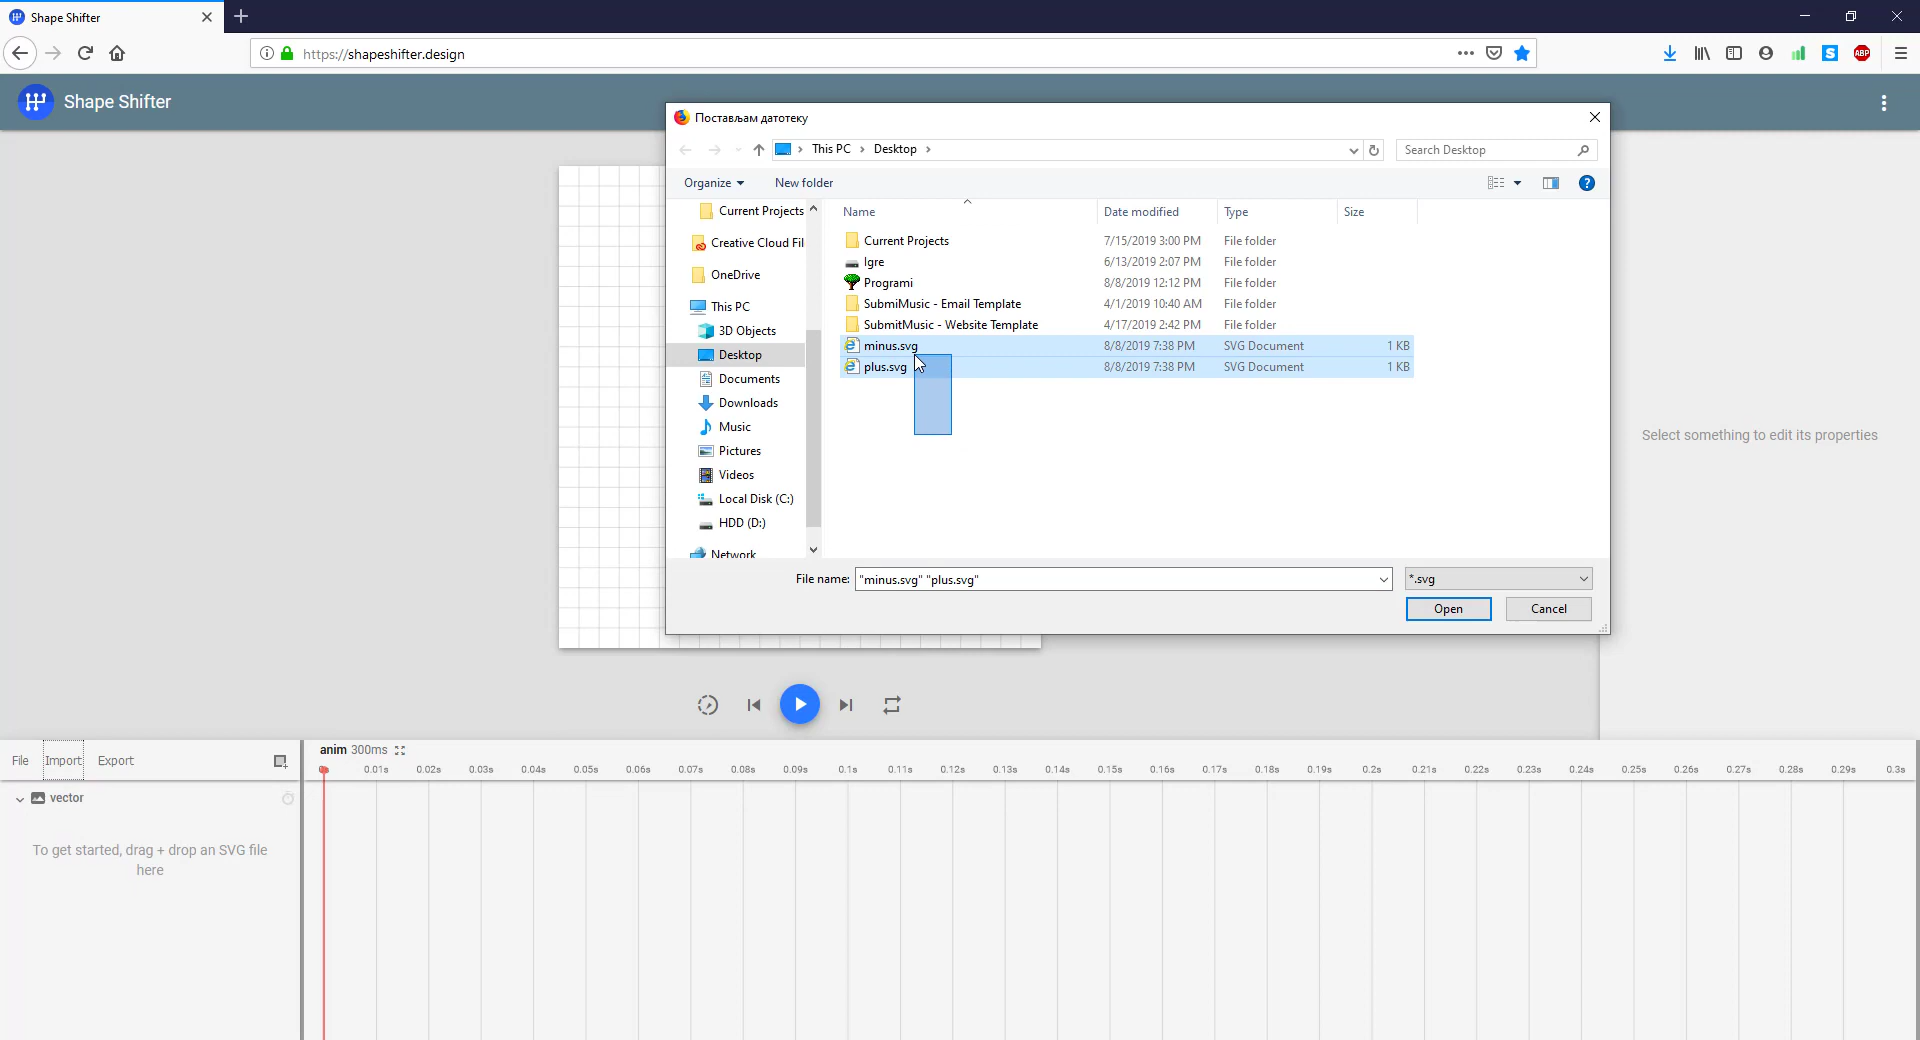 Shape Shifter
https://shapeshifter.design
ABP
Shape Shifter
Постављам датотеку
This PC
Desktop
Search Desktop
Organize
New folder
Current Projects
Creative Cloud Fil
OneDrive
This PC
3D Objects
Desktop
Documents
Downloads
Music
Pictures
Videos
Local Disk (C:)
HDD (D:)
Network
Name Date modified Type Size
Current Projects 7/15/2019 3:00 PM File folder
Igre 6/13/2019 2:07 PM File folder
Programi 8/8/2019 12:12 PM File folder
SubmiMusic - Email Template 4/1/2019 10:40 AM File folder
SubmitMusic - Website Template 4/17/2019 2:42 PM File folder
minus.svg 8/8/2019 7:38 PM SVG Document 1 KB
plus.svg 8/8/2019 7:38 PM SVG Document 1 KB
File name: "minus.svg" "plus.svg"
*.svg
Open Cancel
Select something to edit its properties
File Import Export
anim 300ms
0s 0.01s 0.02s 0.03s 0.04s 0.05s 0.06s 0.07s 0.08s 0.09s 0.1s 0.11s 0.12s 0.13s 0.14s 0.15s 0.16s 0.17s 0.18s 0.19s 0.2s 0.21s 0.22s 0.23s 0.24s 0.25s 0.26s 0.27s 0.28s 0.29s 0.3s
vector
To get started, drag + drop an SVG file
here